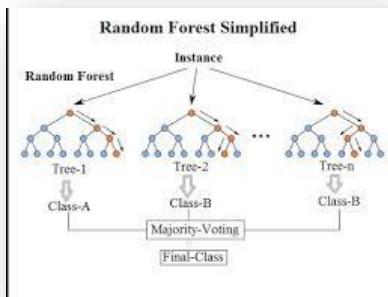 Random Forest Simplified
Instance
Random Forest
...
Tree-1
Tree-2
Tree-n
Class-A
Class-B
Class-B
Majority-Voting
Final-Class